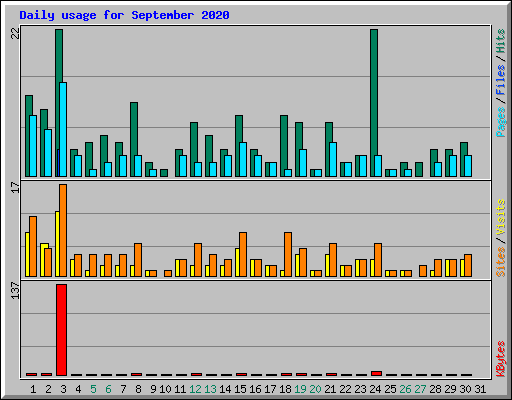 Daily usage for September 2020
22
Pages / Files / Hits
17
Sites / Visits
137
KBytes
1 2 3 4 5 6 7 8 9 10 11 12 13 14 15 16 17 18 19 20 21 22 23 24 25 26 27 28 29 30 31